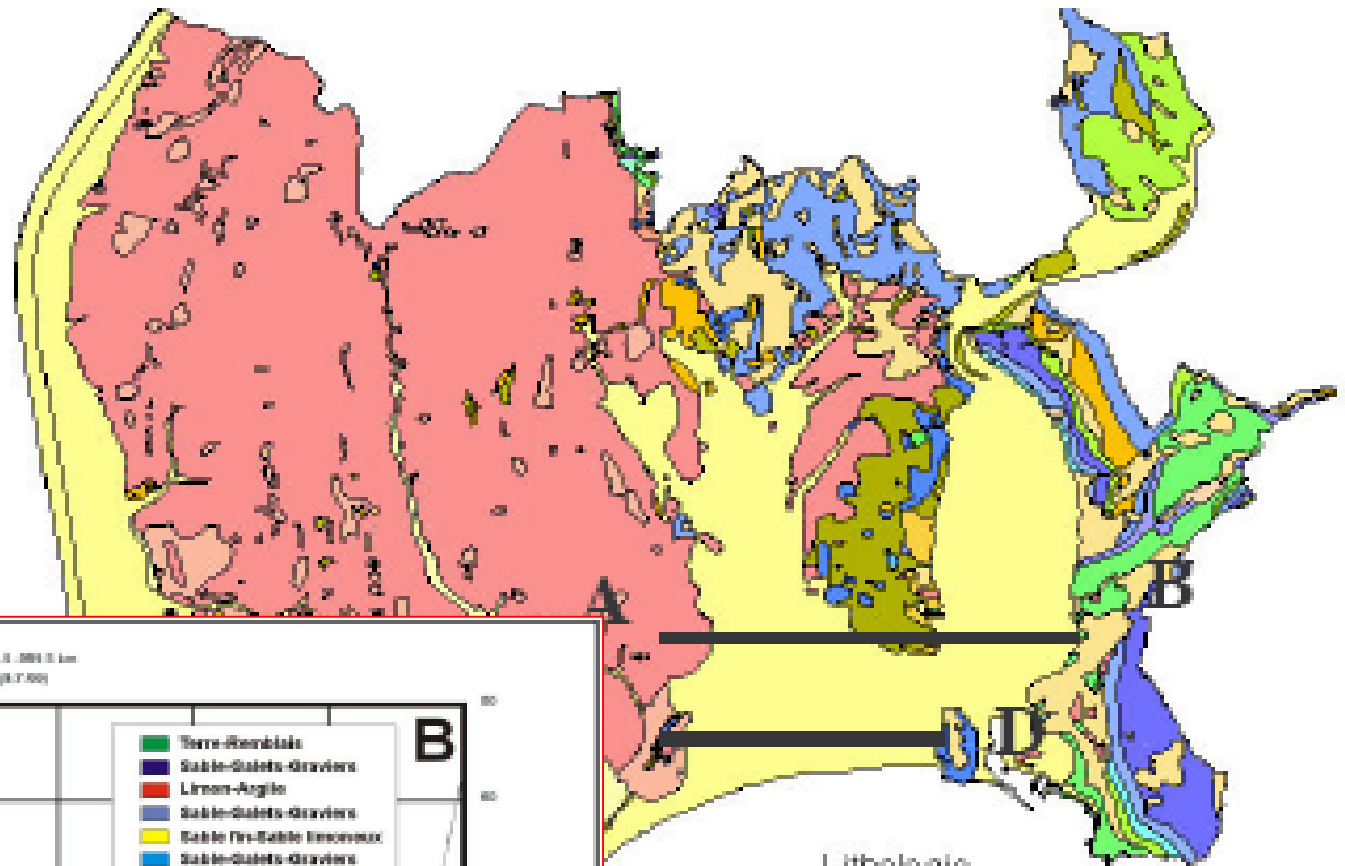 A
B
D
B
Terre-Remblais
Sable-Galets-Graviers
Limon-Argile
Sable-Galets-Graviers
Sable fin-Sable limoneux
Sable-Galets-Graviers
Lithologie